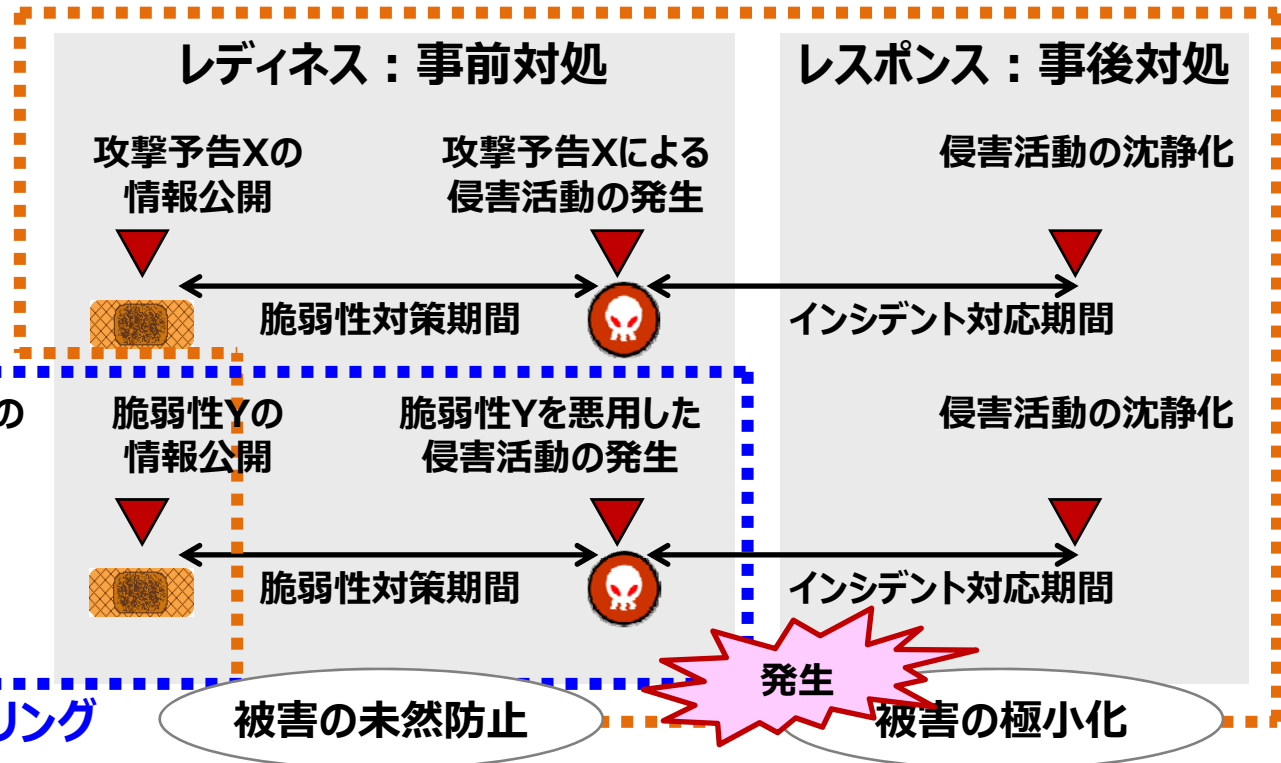 レディネス：事前対処
レスポンス：事後対処
攻撃予告Xの
情報公開
攻撃予告Xによる
侵害活動の発生
侵害活動の沈静化
脆弱性対策期間
インシデント対応期間
の
脆弱性Yの
情報公開
脆弱性Yを悪用した
侵害活動の発生
侵害活動の沈静化
脆弱性対策期間
インシデント対応期間
発生
リング
被害の未然防止
被害の極小化